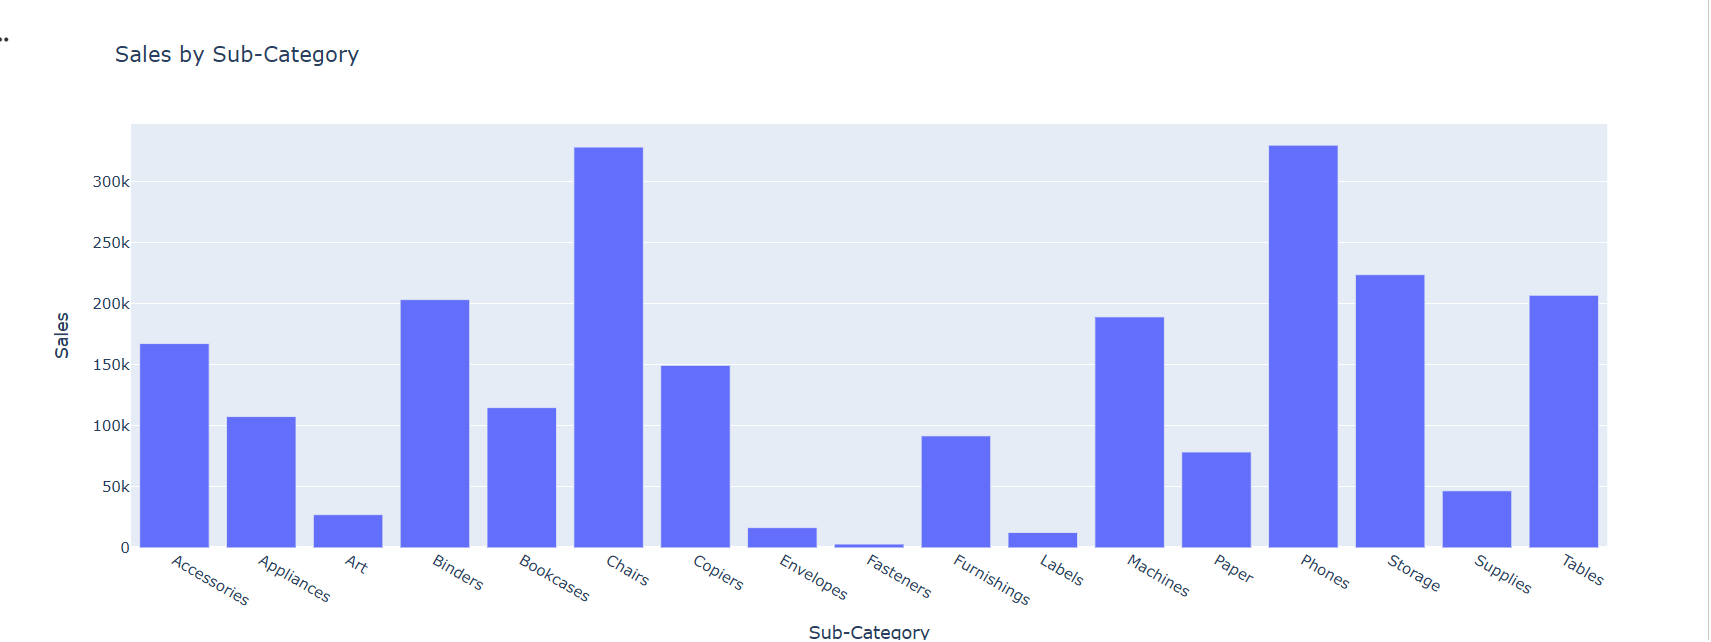 Sales by Sub-Category
300k
250k
200k
150k
100k
50k
0
Sales
Accessories
Appliances
Art
Binders
Bookcases
Chairs
Copiers
Envelopes
Fasteners
Furnishings
Labels
Machines
Paper
Phones
Storage
Supplies
Tables
Sub-Category